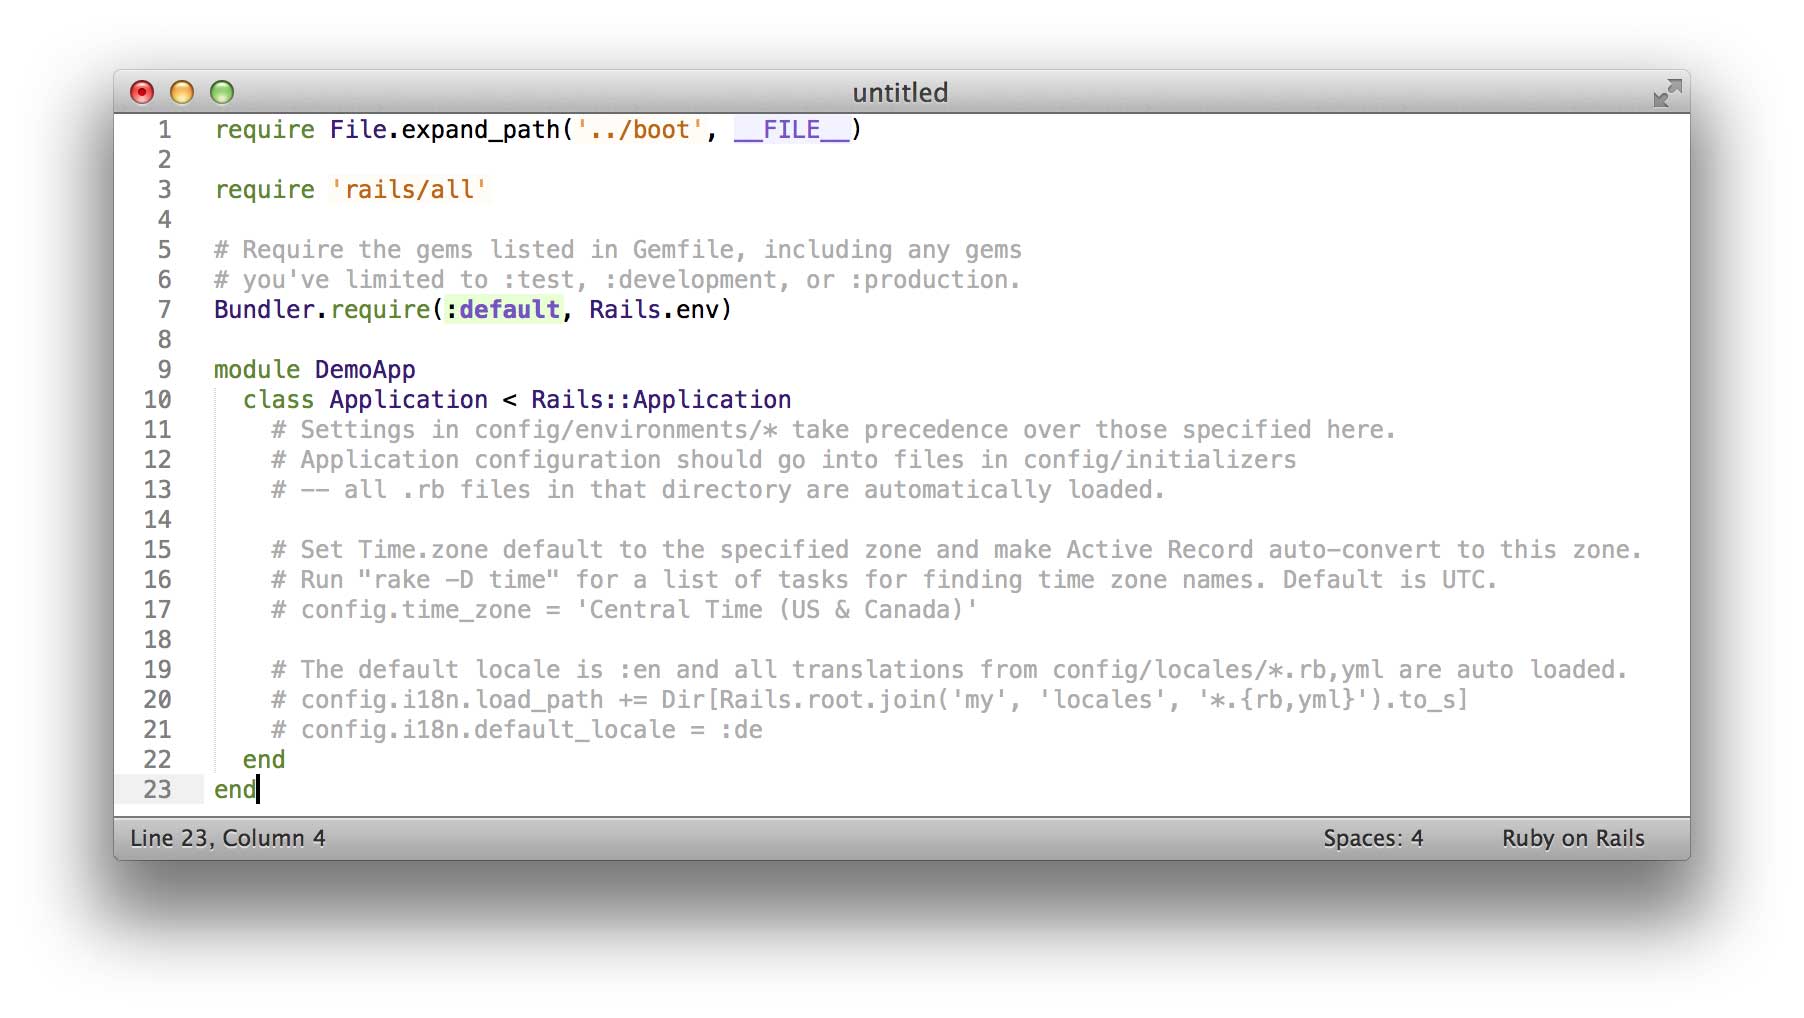 untitled
1 require File.expand_path('../boot', __FILE__)
2
3 require 'rails/all'
4
5 # Require the gems listed in Gemfile, including any gems
6 # you've limited to :test, :development, or :production.
7 Bundler.require(:default, Rails.env)
8
9 module DemoApp
10   class Application < Rails::Application
11     # Settings in config/environments/* take precedence over those specified here.
12     # Application configuration should go into files in config/initializers
13     # -- all .rb files in that directory are automatically loaded.
14
15     # Set Time.zone default to the specified zone and make Active Record auto-convert to this zone.
16     # Run "rake -D time" for a list of tasks for finding time zone names. Default is UTC.
17     # config.time_zone = 'Central Time (US & Canada)'
18
19     # The default locale is :en and all translations from config/locales/*.rb,yml are auto loaded.
20     # config.i18n.load_path += Dir[Rails.root.join('my', 'locales', '*.{rb,yml}').to_s]
21     # config.i18n.default_locale = :de
22   end
23 end
Line 23, Column 4 Spaces: 4 Ruby on Rails